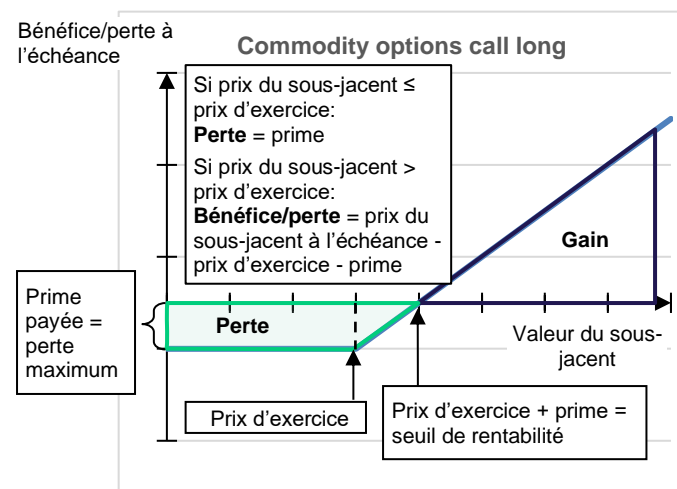 Bénéfice/perte à
l'échéance
Commodity options call long
Si prix du sous-jacent ≤
prix d'exercice:
Perte = prime
Si prix du sous-jacent >
prix d'exercice:
Bénéfice/perte = prix du
sous-jacent à l'échéance -
prix d'exercice - prime
Gain
Prime
payée =
perte
maximum
Perte
Valeur du sous-
jacent
Prix d'exercice
Prix d'exercice + prime =
seuil de rentabilité